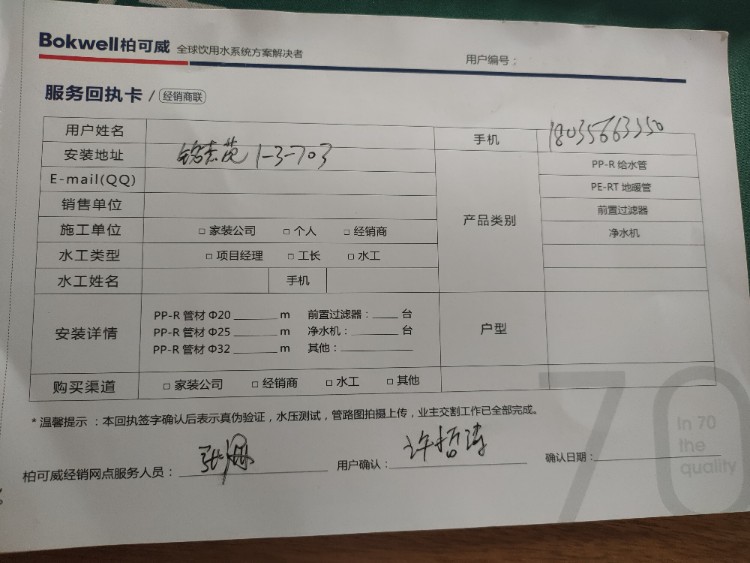 Bokwell柏可威 全球饮用水系统方案解决者
用户编号：
服务回执卡 / 经销商联
用户姓名 手机 18035663550
安装地址 1-3-703 产品类别 PP-R 给水管
E-mail(QQ) PE-RT 地暖管
销售单位 前置过滤器
施工单位 □ 家装公司 □ 个人 □ 经销商 净水机
水工类型 □ 项目经理 □ 工长 □ 水工
水工姓名 手机
安装详情 户型
PP-R 管材 Φ20 ______ m 前置过滤器：____ 台
PP-R 管材 Φ25 ______ m 净水机：____ 台
PP-R 管材 Φ32 ______ m 其他：________
购买渠道 □ 家装公司 □ 经销商 □ 水工 □ 其他
* 温馨提示 ：本回执签字确认后表示真伪验证，水压测试，管路图拍摄上传，业主交割工作已全部完成。
70
In 70
the
quality
柏可威经销网点服务人员： 张 用户确认： 许哲涛 确认日期：